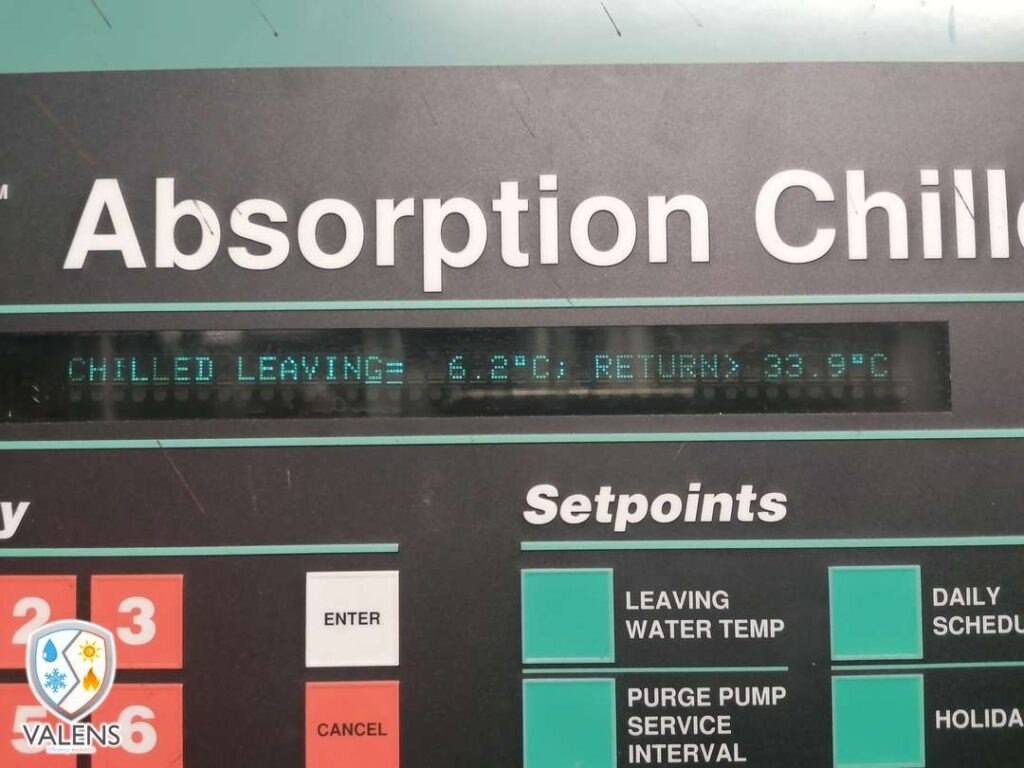 M
Absorption Chill
CHILLED LEAVING= 6.2°C; RETURN> 33.9°C
y
Setpoints
2 3
ENTER
LEAVING
WATER TEMP
DAILY
SCHEDU
5 6
CANCEL
PURGE PUMP
SERVICE
INTERVAL
HOLIDA
VALENS